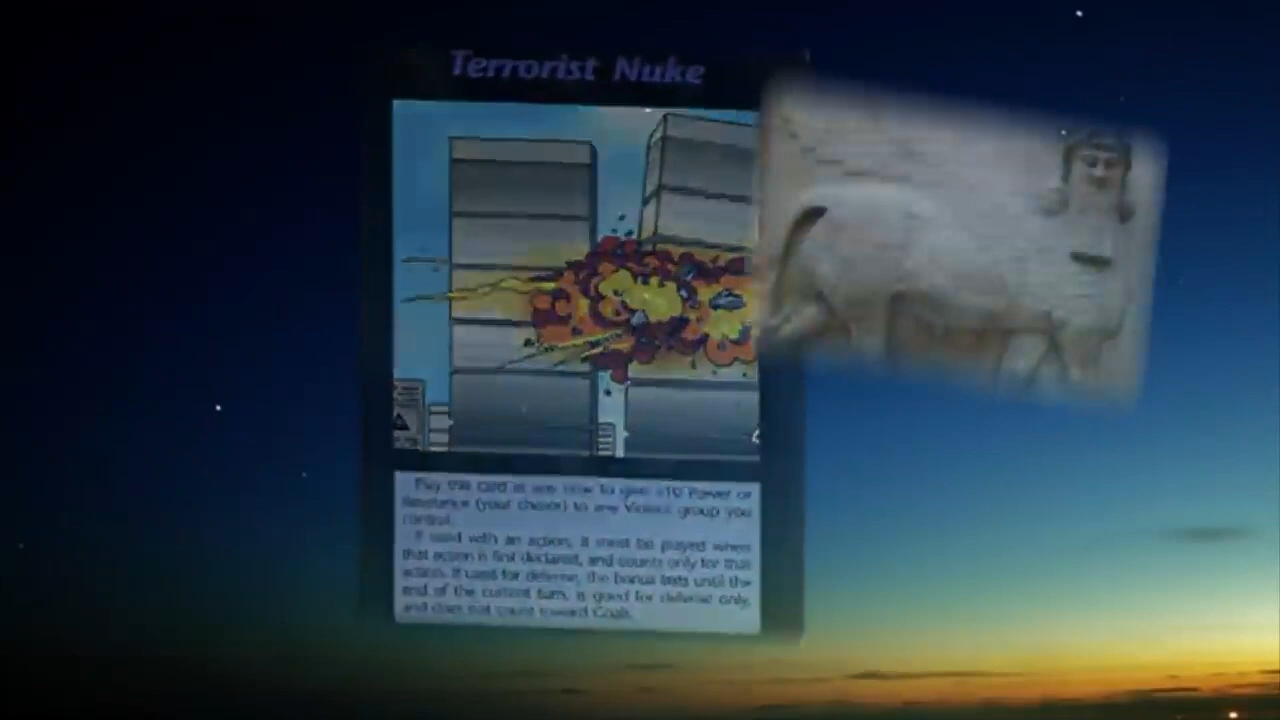 Terrorist Nuke
Play this card at any time to give +10 Power or
Resistance (your choice) to any Violent group you
control.
If used with an action, it must be played when
that action is first declared, and counts only for that
action. If used for defense, the bonus lasts until the
end of the current turn, is good for defense only,
and does not count toward Goals.